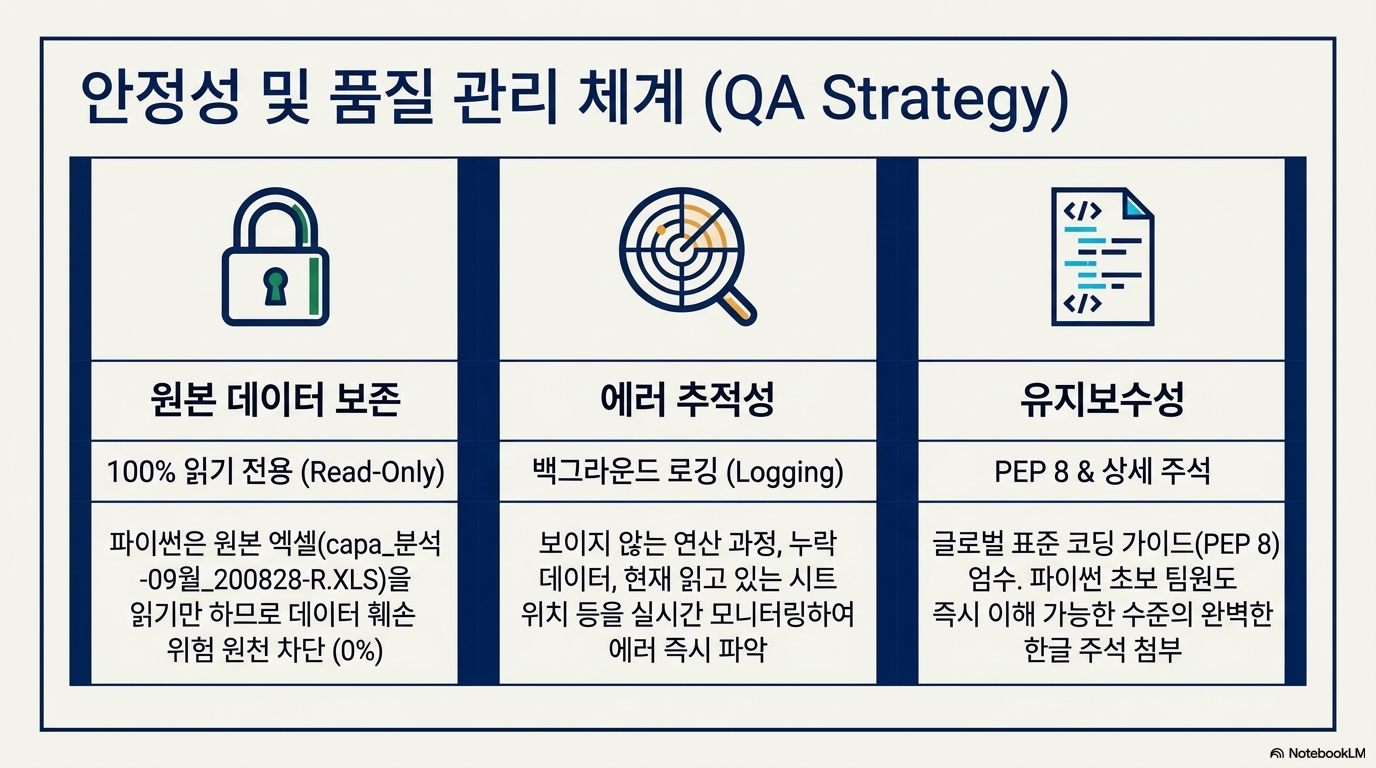 안정성 및 품질 관리 체계 (QA Strategy)
</>
</>
원본 데이터 보존
100% 읽기 전용 (Read-Only)
파이썬은 원본 엑셀(capa_분석
-09월_200828-R.XLS)을
읽기만 하므로 데이터 훼손
위험 원천 차단 (0%)
에러 추적성
백그라운드 로깅 (Logging)
보이지 않는 연산 과정, 누락
데이터, 현재 읽고 있는 시트
위치 등을 실시간 모니터링하여
에러 즉시 파악
유지보수성
PEP 8 & 상세 주석
글로벌 표준 코딩 가이드(PEP 8)
엄수. 파이썬 초보 팀원도
즉시 이해 가능한 수준의 완벽한
한글 주석 첨부
NotebookLM